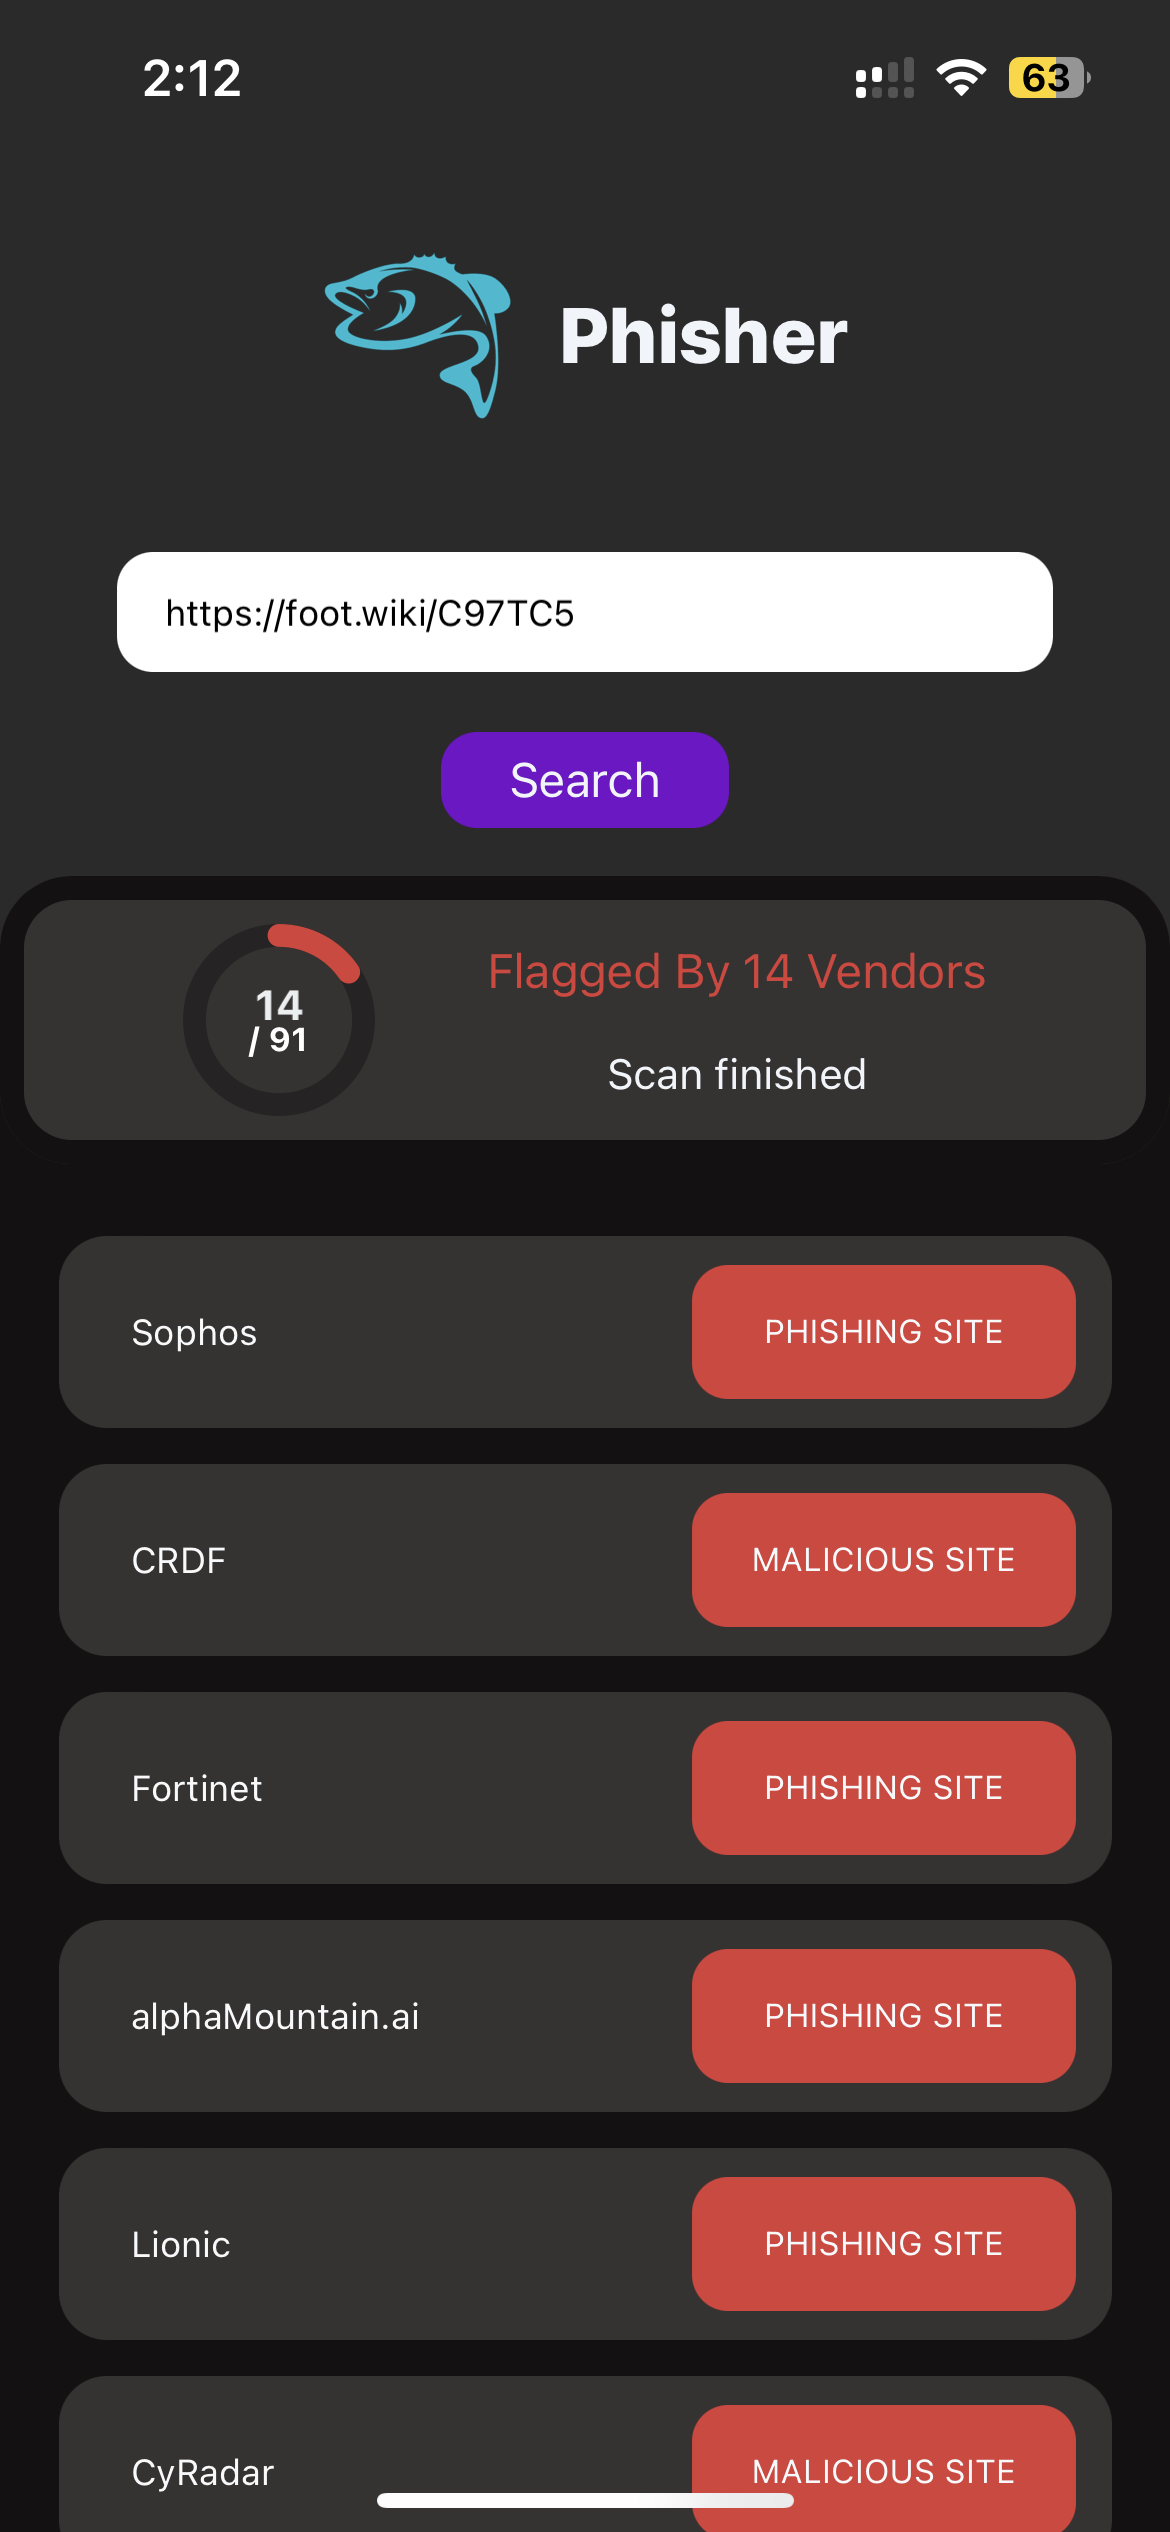 2:12
63
Phisher
https://foot.wiki/C97TC5
Search
14
/ 91
Flagged By 14 Vendors
Scan finished
Sophos
PHISHING SITE
CRDF
MALICIOUS SITE
Fortinet
PHISHING SITE
alphaMountain.ai
PHISHING SITE
Lionic
PHISHING SITE
CyRadar
MALICIOUS SITE